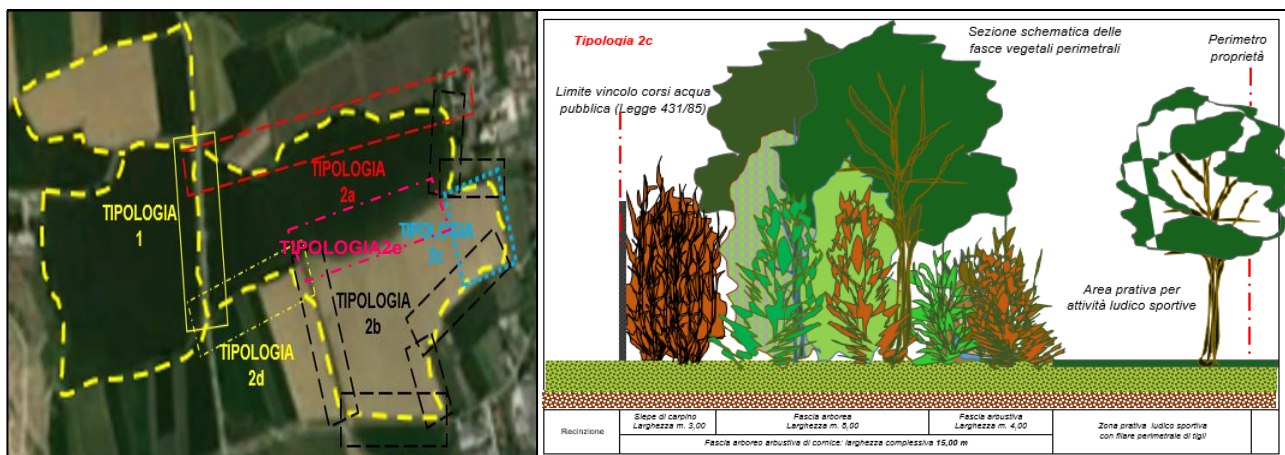 TIPOLOGIA
1
TIPOLOGIA
2a
TIPOLOGIA2e
TIPOLOGIA
2c
TIPOLOGIA
2b
TIPOLOGIA
2d
Tipologia 2c
Sezione schematica delle
fasce vegetali perimetrali
Perimetro
proprietà
Limite vincolo corsi acqua
pubblica (Legge 431/85)
Area prativa per
attività ludico sportive
Recinzione
Siepe di carpino
Larghezza m. 3,00
Fascia arborea
Larghezza m. 5,00
Fascia arbustiva
Larghezza m. 4,00
Fascia arboreo arbustiva di cornice: larghezza complessiva 15,00 m
Zona prativa ludico sportiva
con filare perimetrale di tigli